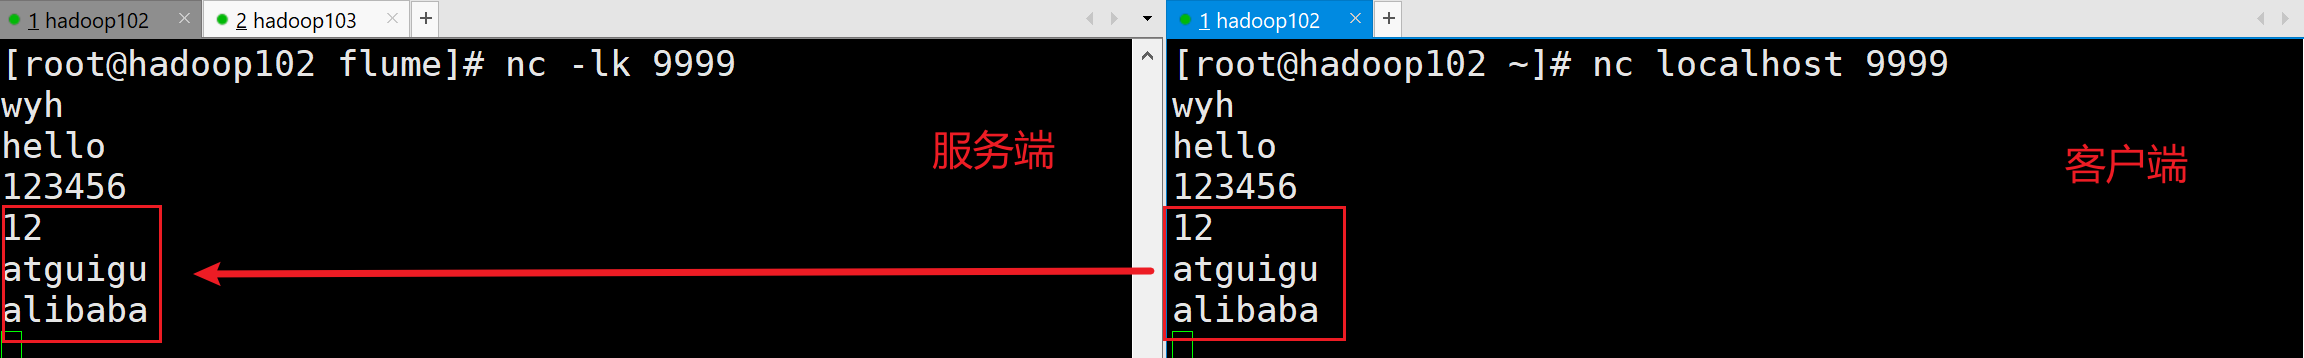 1 hadoop102
2 hadoop103
[root@hadoop102 flume]# nc -lk 9999
wyh
hello
123456
12
atguigu
alibaba
服务端
1 hadoop102
[root@hadoop102 ~]# nc localhost 9999
wyh
hello
123456
12
atguigu
alibaba
客户端